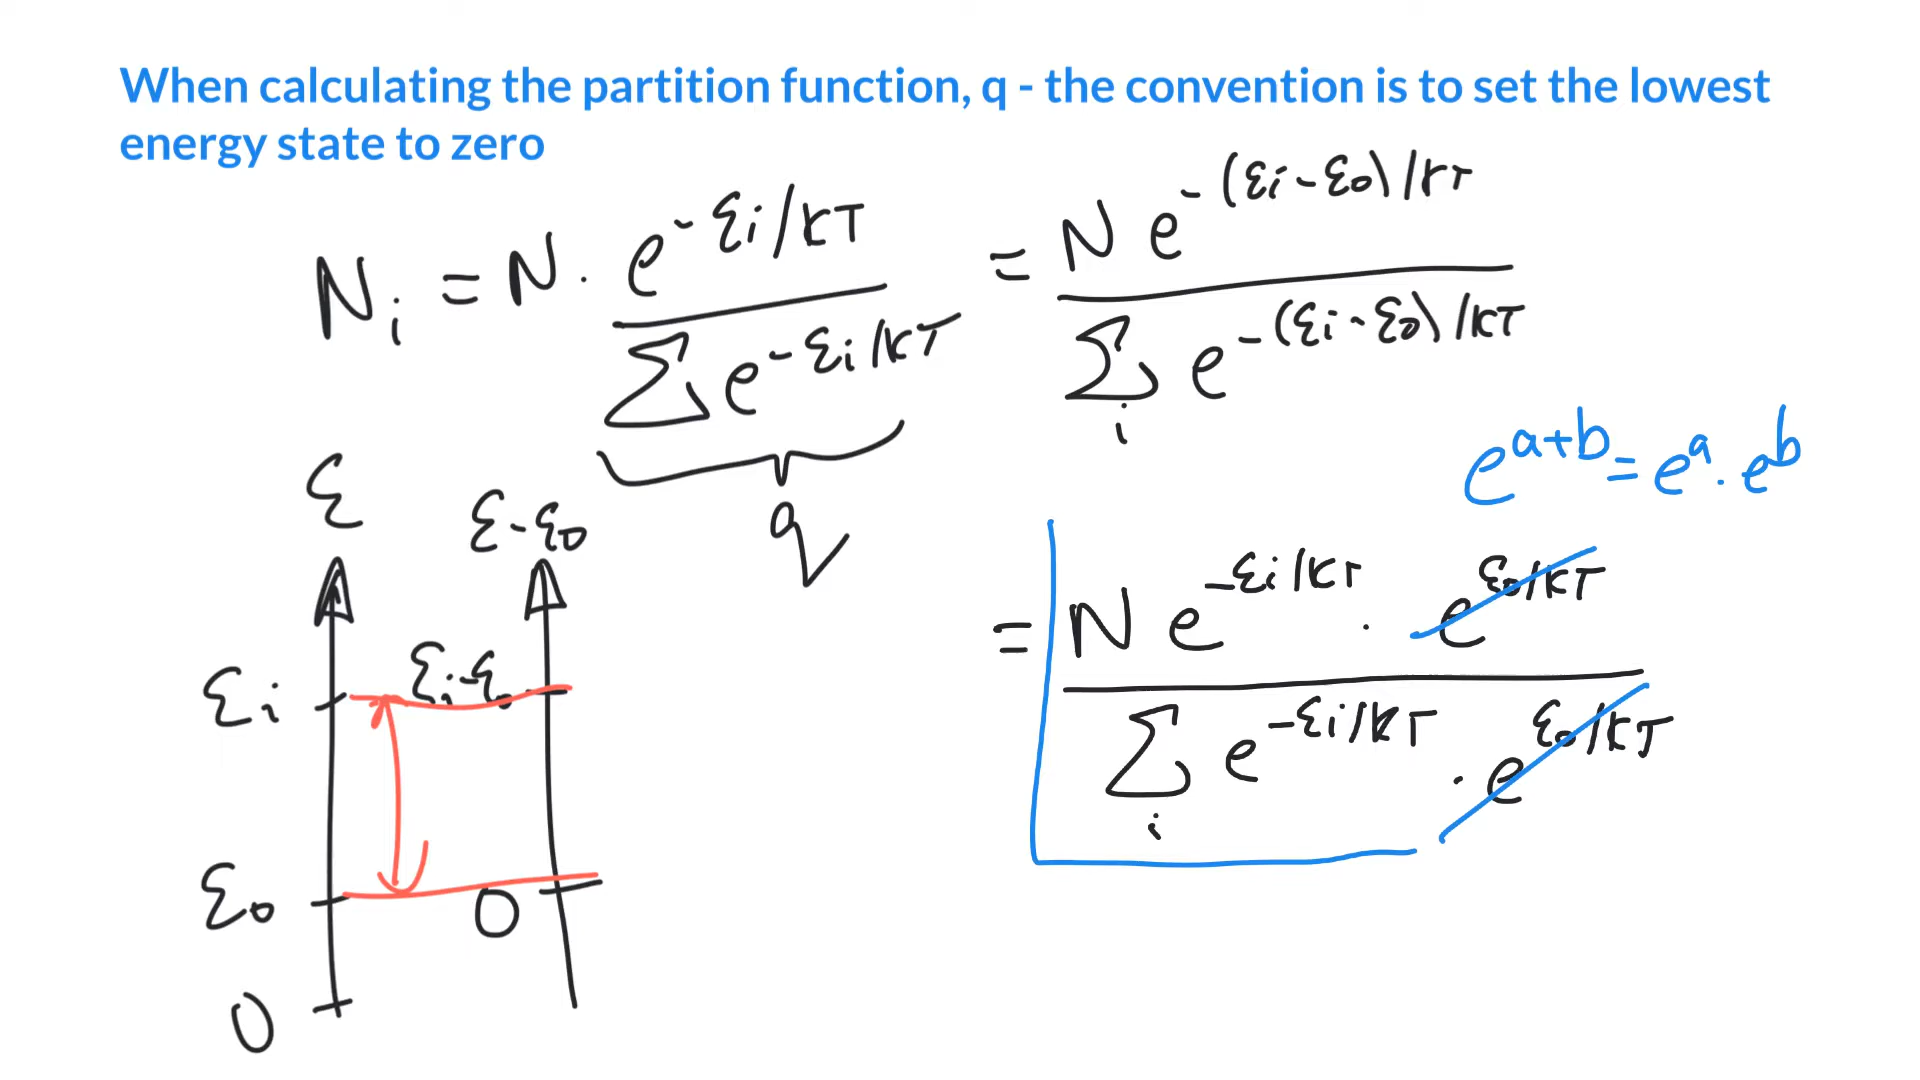 When calculating the partition function, q - the convention is to set the lowest
energy state to zero
Nᵢ = N · e^(-εi/kT) / Σ e^(-εi/kT) = N e^(-(εi-ε0)/kT) / Σᵢ e^(-(εi-ε0)/kT)
q
e^(a+b) = e^a · e^b
= N e^(-εi/kT) · e^(ε0/kT) / Σᵢ e^(-εi/kT) · e^(ε0/kT)
ε
ε-ε0
εi
εi-ε0
ε0
0
0